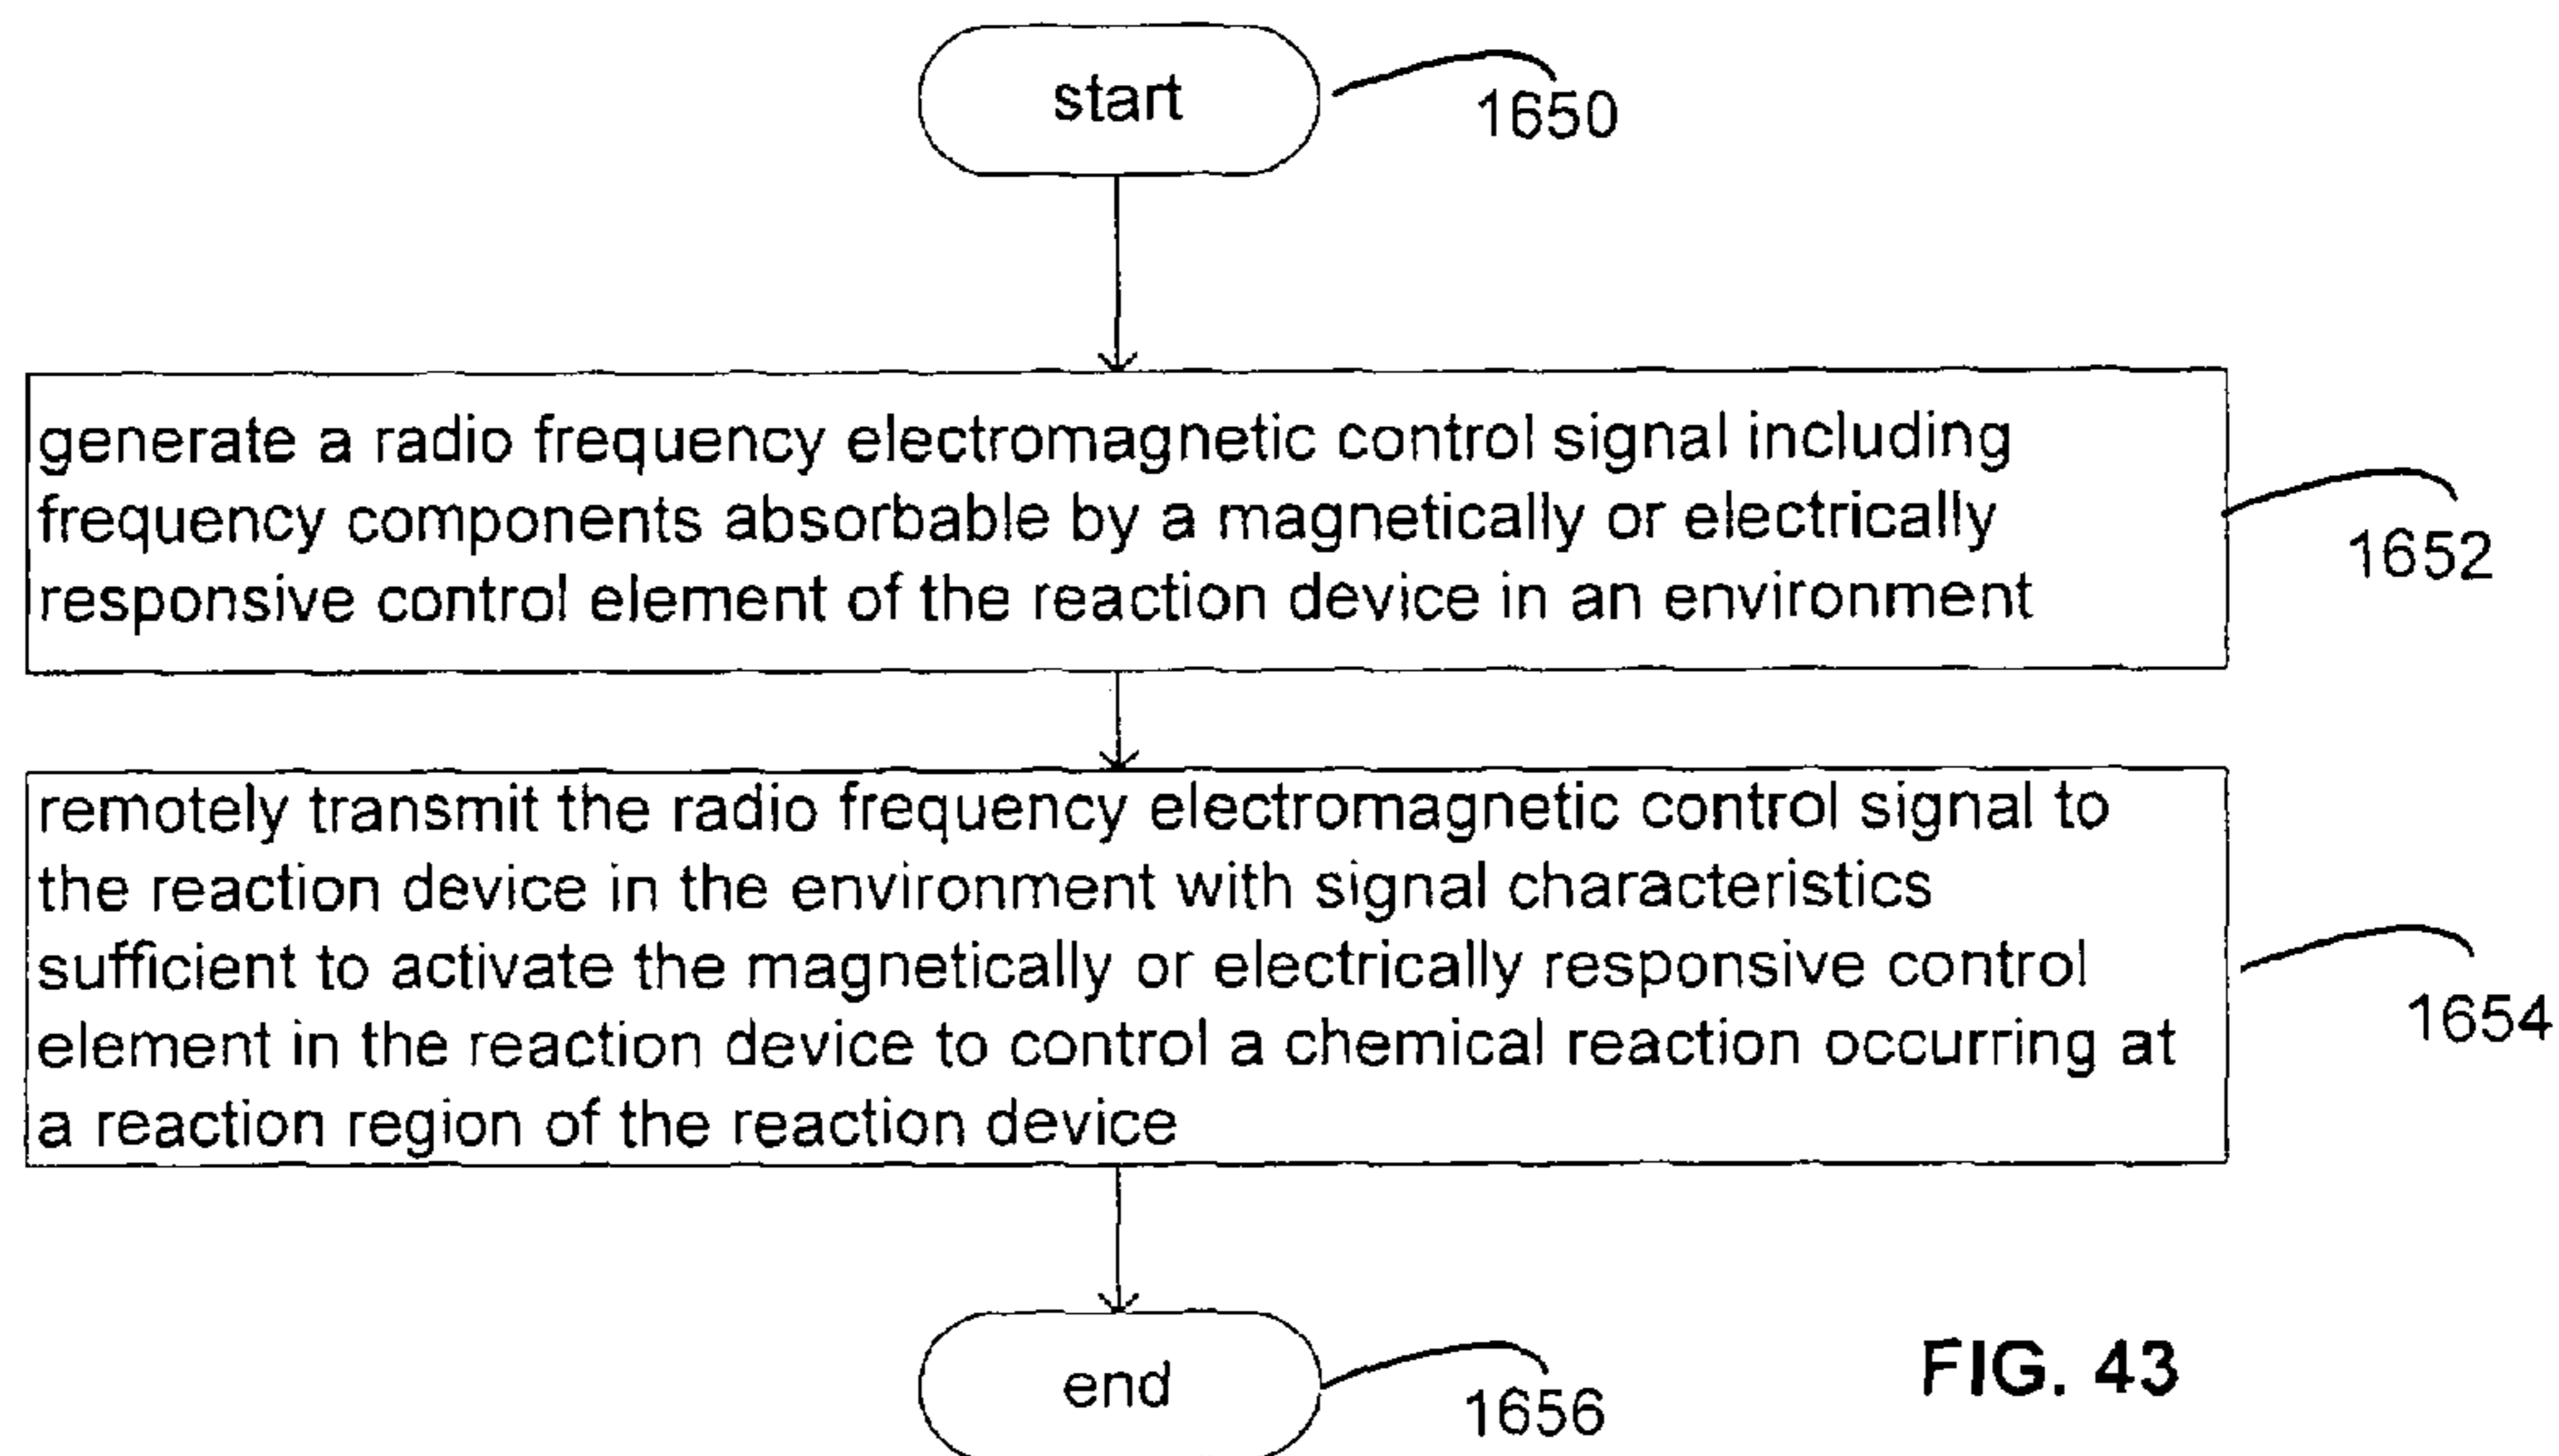 start
1650
generate a radio frequency electromagnetic control signal including
frequency components absorbable by a magnetically or electrically
responsive control element of the reaction device in an environment
1652
remotely transmit the radio frequency electromagnetic control signal to
the reaction device in the environment with signal characteristics
sufficient to activate the magnetically or electrically responsive control
element in the reaction device to control a chemical reaction occurring at
a reaction region of the reaction device
1654
end
1656
FIG. 43